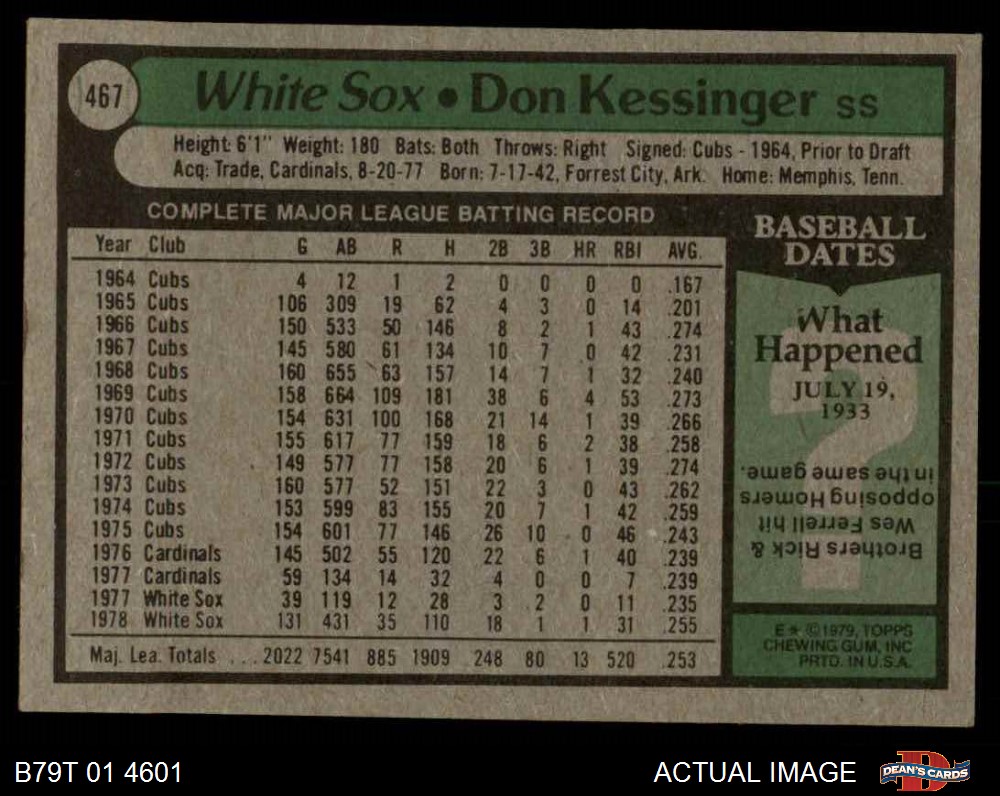 467
White Sox • Don Kessinger SS
Height: 6'1" Weight: 180 Bats: Both Throws: Right Signed: Cubs - 1964, Prior to Draft
Acq: Trade, Cardinals, 8-20-77 Born: 7-17-42, Forrest City, Ark. Home: Memphis, Tenn.
COMPLETE MAJOR LEAGUE BATTING RECORD
Year Club G AB R H 2B 3B HR RBI AVG.
1964 Cubs 4 12 1 2 0 0 0 0 .167
1965 Cubs 106 309 19 62 4 3 0 14 .201
1966 Cubs 150 533 50 146 8 2 1 43 .274
1967 Cubs 145 580 61 134 10 7 0 42 .231
1968 Cubs 160 655 63 157 14 7 1 32 .240
1969 Cubs 158 664 109 181 38 6 4 53 .273
1970 Cubs 154 631 100 168 21 14 1 39 .266
1971 Cubs 155 617 77 159 18 6 2 38 .258
1972 Cubs 149 577 77 158 20 6 1 39 .274
1973 Cubs 160 577 52 151 22 3 0 43 .262
1974 Cubs 153 599 83 155 20 7 1 42 .259
1975 Cubs 154 601 77 146 26 10 0 46 .243
1976 Cardinals 145 502 55 120 22 6 1 40 .239
1977 Cardinals 59 134 14 32 4 0 0 7 .239
1977 White Sox 39 119 12 28 3 2 0 11 .235
1978 White Sox 131 431 35 110 18 1 1 31 .255
Maj. Lea. Totals ... 2022 7541 885 1909 248 80 13 520 .253
BASEBALL
DATES
What
Happened
JULY 19,
1933
Brothers Rick &
Wes Ferrell hit
opposing Homers
in the same game.
E * © 1979, TOPPS
CHEWING GUM, INC
PRTD. IN U.S.A.
B79T 01 4601
ACTUAL IMAGE
D
DEAN'S CARDS